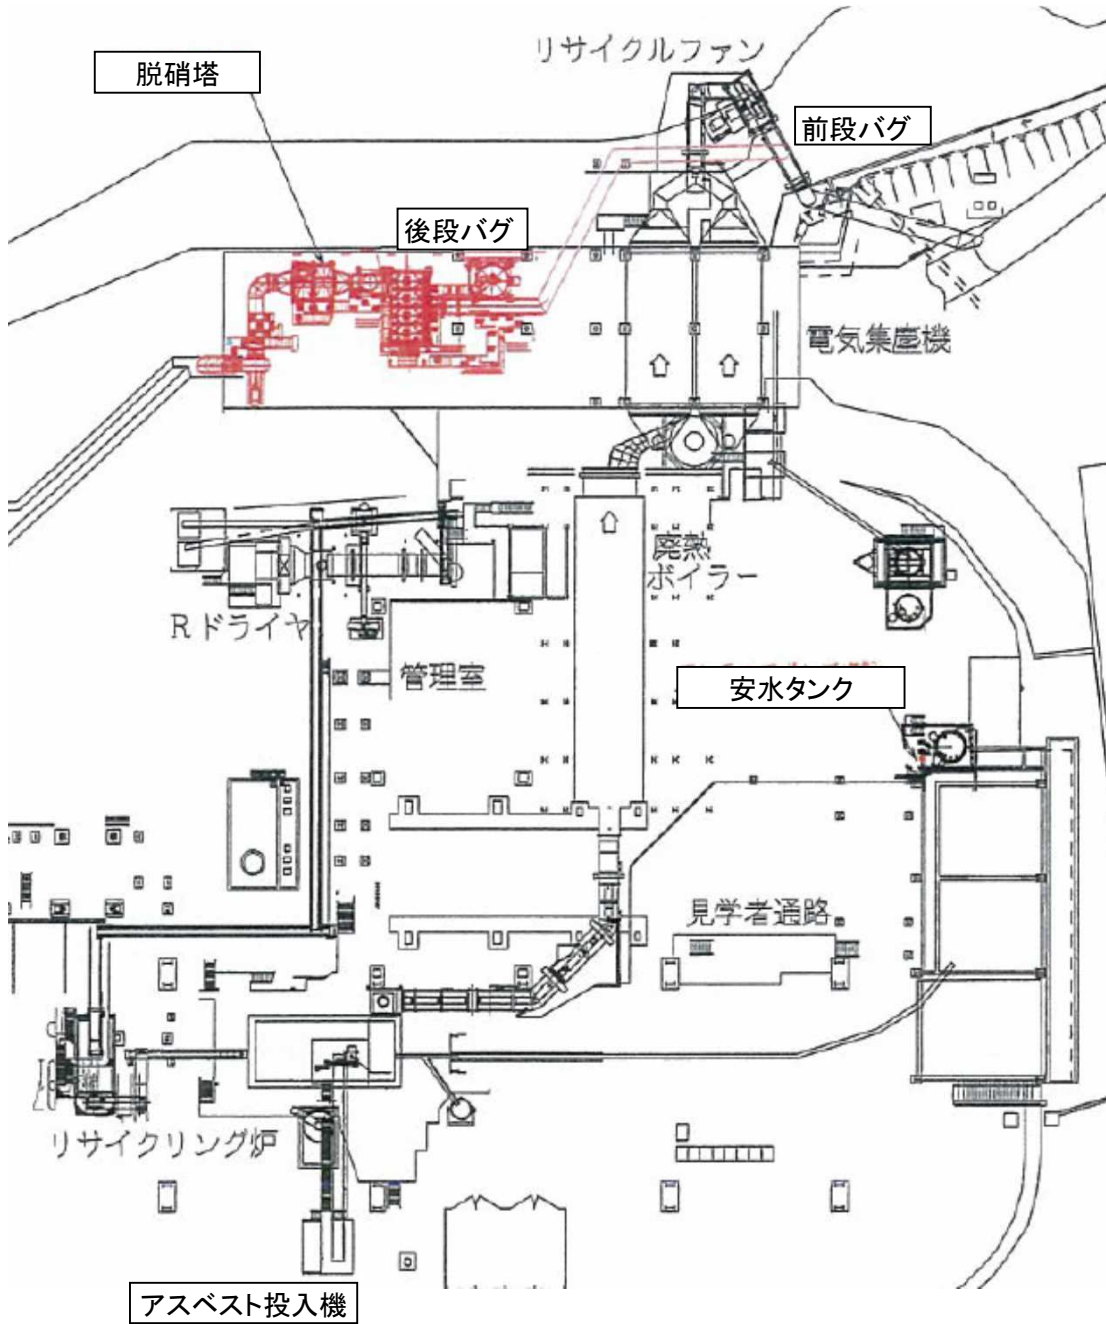 リサイクルファン
脱硝塔
前段バグ
後段バグ
電気集塵機
廃熱
ボイラー
Rドライヤ
管理室
安水タンク
見学者通路
リサイクリング炉
アスベスト投入機